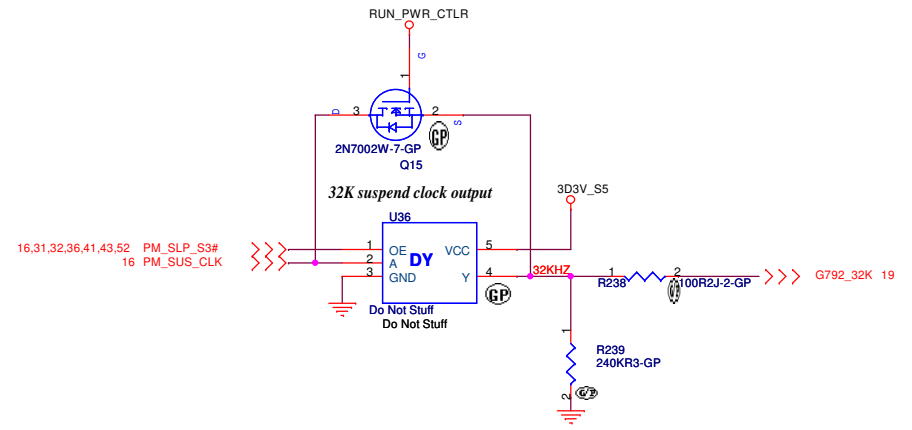 RUN_PWR_CTLR
G
1
D
3
2
S
GP
2N7002W-7-GP
Q15
32K suspend clock output
3D3V_S5
U36
16,31,32,36,41,43,52 PM_SLP_S3#
1
OE
VCC
5
16 PM_SUS_CLK
2
A
DY
3
GND
Y
4
32KHZ
1
2
R238
100R2J-2-GP
G792_32K 19
GP
Do Not Stuff
Do Not Stuff
1
R239
240KR3-GP
2
G/P